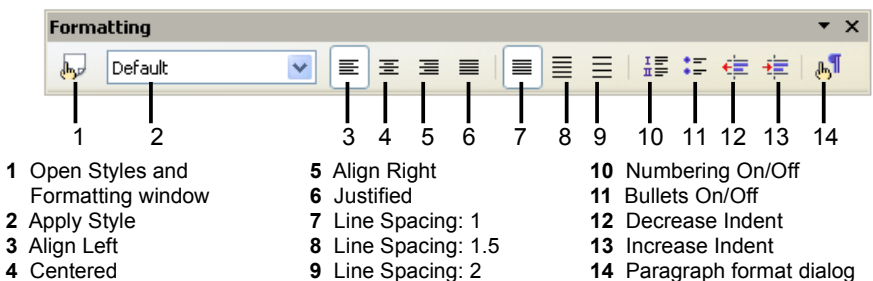 Formatting
Default
1 2 3 4 5 6 7 8 9 10 11 12 13 14
1 Open Styles and
Formatting window
2 Apply Style
3 Align Left
4 Centered
5 Align Right
6 Justified
7 Line Spacing: 1
8 Line Spacing: 1.5
9 Line Spacing: 2
10 Numbering On/Off
11 Bullets On/Off
12 Decrease Indent
13 Increase Indent
14 Paragraph format dialog